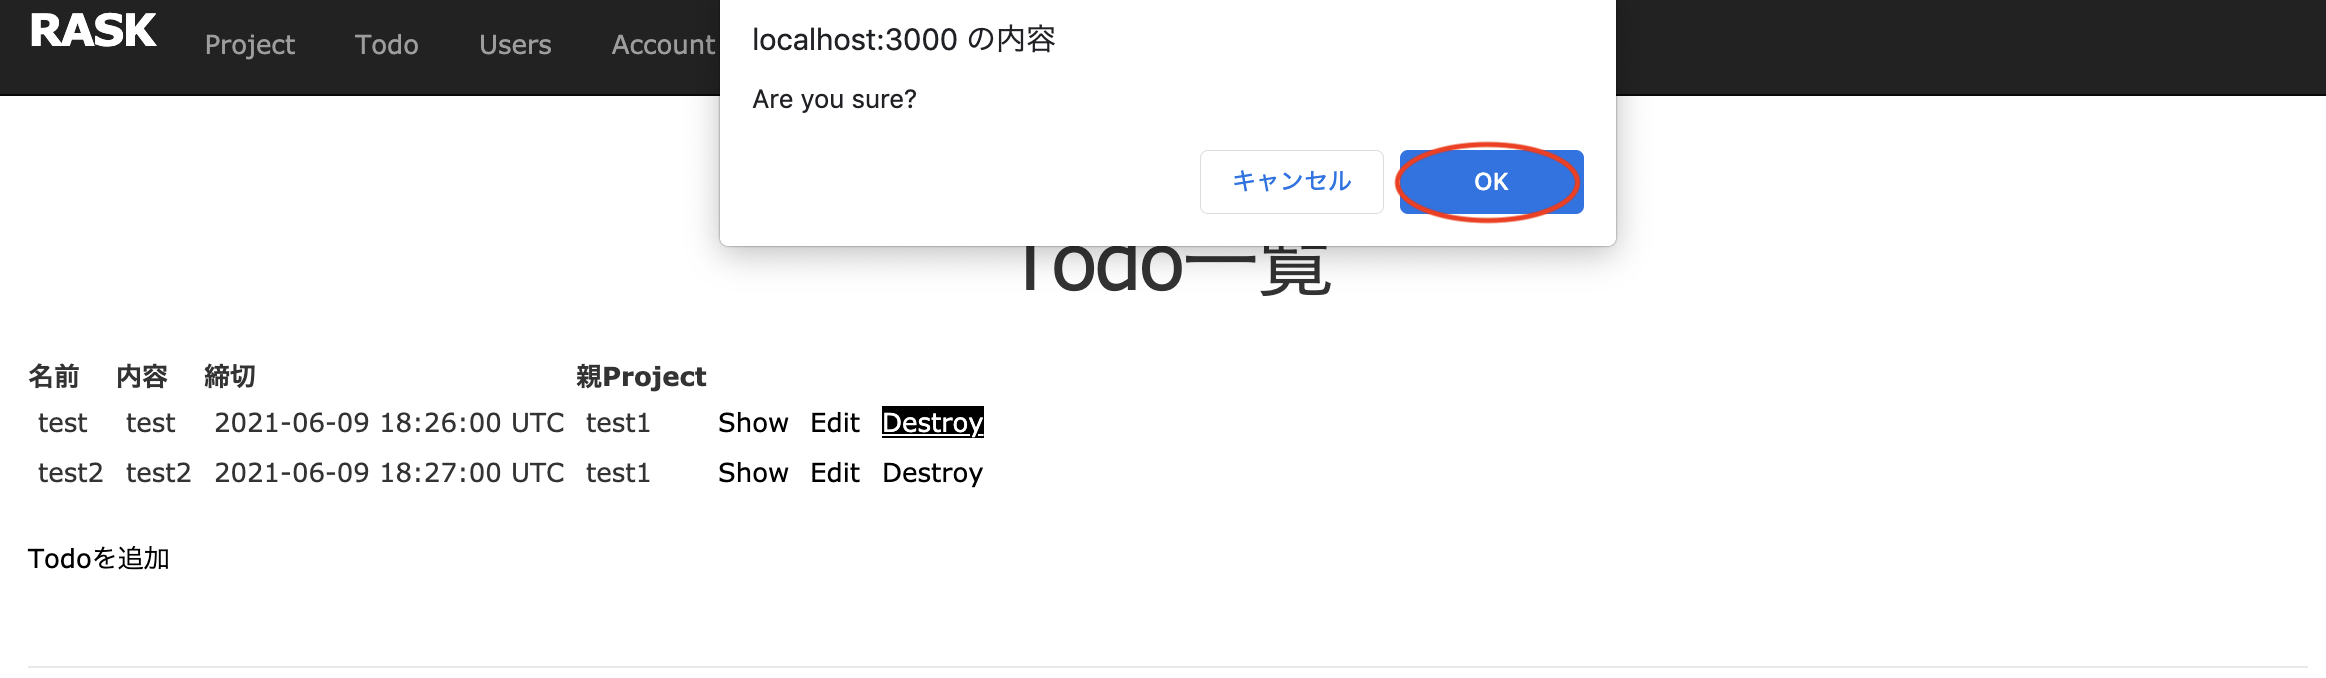 RASK Project Todo Users Account
localhost:3000 の内容
Are you sure?
キャンセル OK
Todo一覧
名前 内容 締切 親Project
test test 2021-06-09 18:26:00 UTC test1 Show Edit Destroy
test2 test2 2021-06-09 18:27:00 UTC test1 Show Edit Destroy
Todoを追加